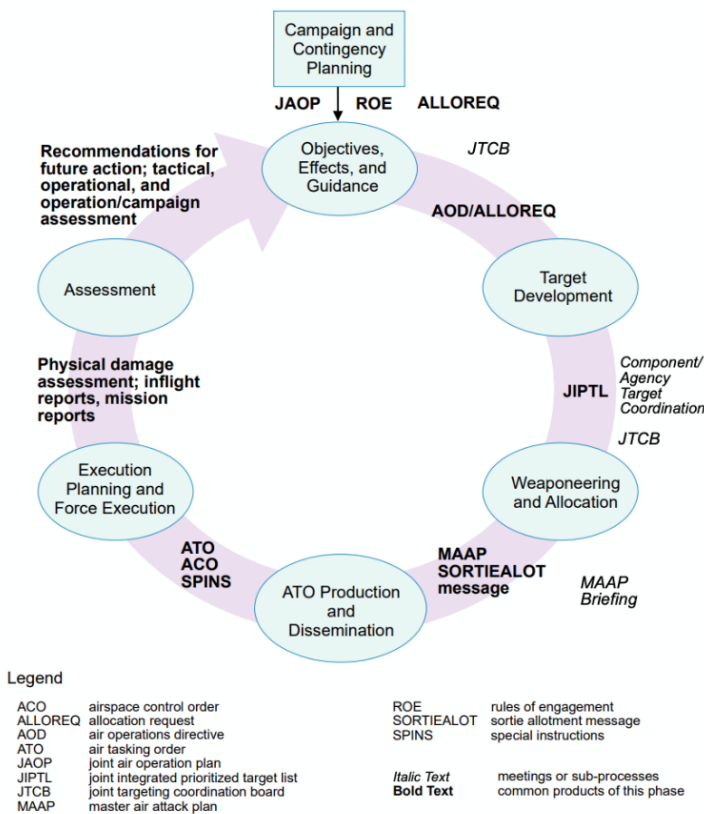 Campaign and
Contingency
Planning
JAOP
ROE
ALLOREQ
Objectives,
Effects, and
Guidance
JTCB
AOD/ALLOREQ
Target
Development
JIPTL
Component/
Agency
Target
Coordination
JTCB
Weaponeering
and Allocation
MAAP
SORTIEALOT
message
MAAP
Briefing
ATO Production
and
Dissemination
ATO
ACO
SPINS
Execution
Planning and
Force Execution
Physical damage
assessment; inflight
reports, mission
reports
Assessment
Recommendations for
future action; tactical,
operational, and
operation/campaign
assessment
Legend
ACO airspace control order
ALLOREQ allocation request
AOD air operations directive
ATO air tasking order
JAOP joint air operation plan
JIPTL joint integrated prioritized target list
JTCB joint targeting coordination board
MAAP master air attack plan
ROE rules of engagement
SORTIEALOT sortie allotment message
SPINS special instructions
Italic Text meetings or sub-processes
Bold Text common products of this phase